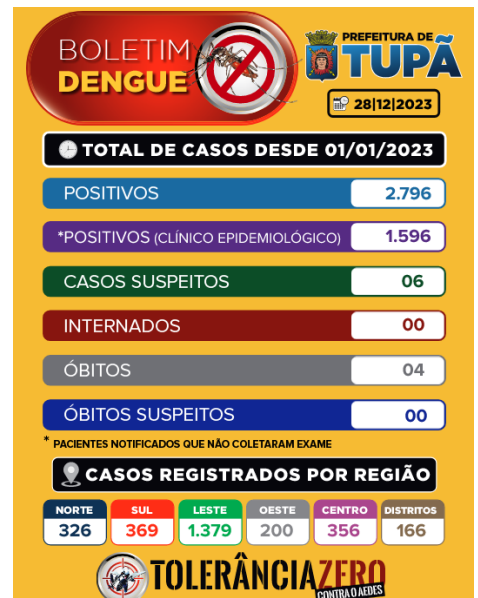 BOLETIM
DENGUE
PREFEITURA DE
TUPÃ
28|12|2023
TOTAL DE CASOS DESDE 01/01/2023
POSITIVOS 2.796
*POSITIVOS (CLÍNICO EPIDEMIOLÓGICO) 1.596
CASOS SUSPEITOS 06
INTERNADOS 00
ÓBITOS 04
ÓBITOS SUSPEITOS 00
* PACIENTES NOTIFICADOS QUE NÃO COLETARAM EXAME
CASOS REGISTRADOS POR REGIÃO
NORTE SUL LESTE OESTE CENTRO DISTRITOS
326 369 1.379 200 356 166
TOLERÂNCIA ZERO
CONTRA O AEDES